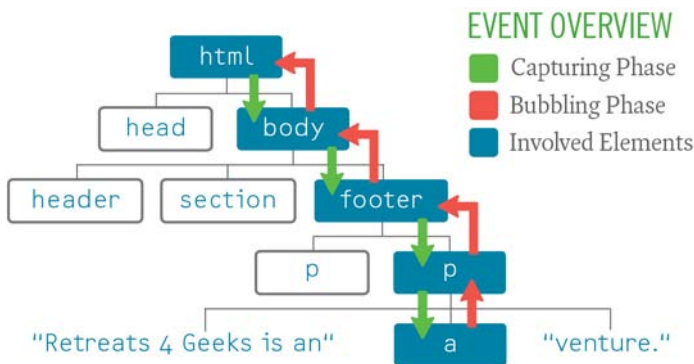 EVENT OVERVIEW
Capturing Phase
Bubbling Phase
Involved Elements
html
head
body
header
section
footer
p
p
"Retreats 4 Geeks is an"
a
"venture."